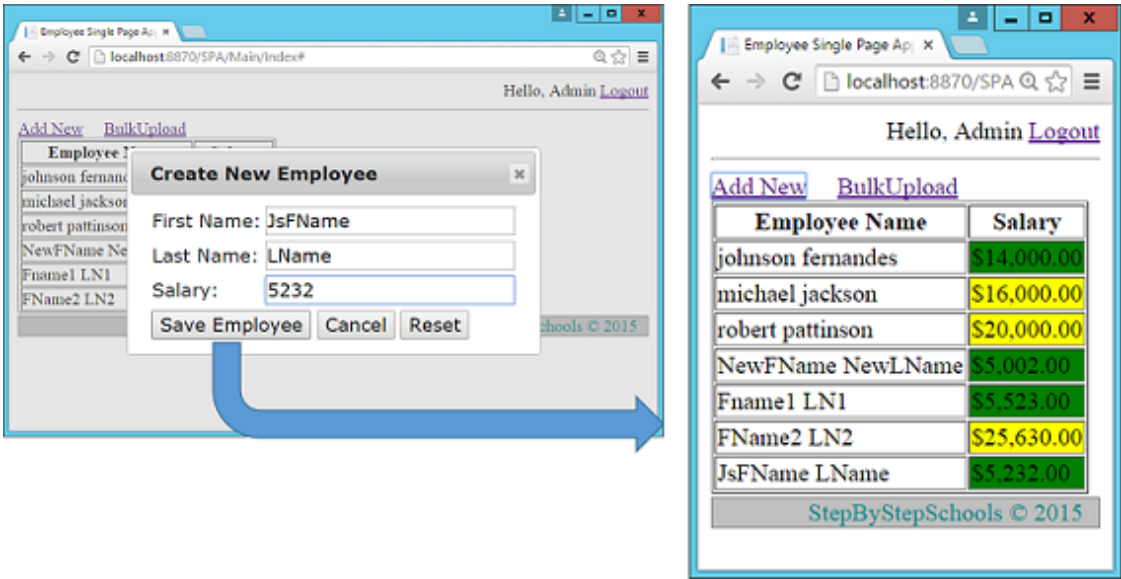 Employee Single Page Ap
localhost:8870/SPA/Main/Index#
Hello, Admin Logout
Add New BulkUpload
Employee
johnson fernand
michael jackson
robert pattinson
NewFName Ne
Fname1 LN1
FName2 LN2
chools © 2015
Create New Employee
First Name: JsFName
Last Name: LName
Salary: 5232
Save Employee Cancel Reset
Employee Single Page Ap
localhost:8870/SPA
Hello, Admin Logout
Add New BulkUpload
Employee Name Salary
johnson fernandes $14,000.00
michael jackson $16,000.00
robert pattinson $20,000.00
NewFName NewLName $5,002.00
Fname1 LN1 $5,523.00
FName2 LN2 $25,630.00
JsFName LName $5,232.00
StepByStepSchools © 2015